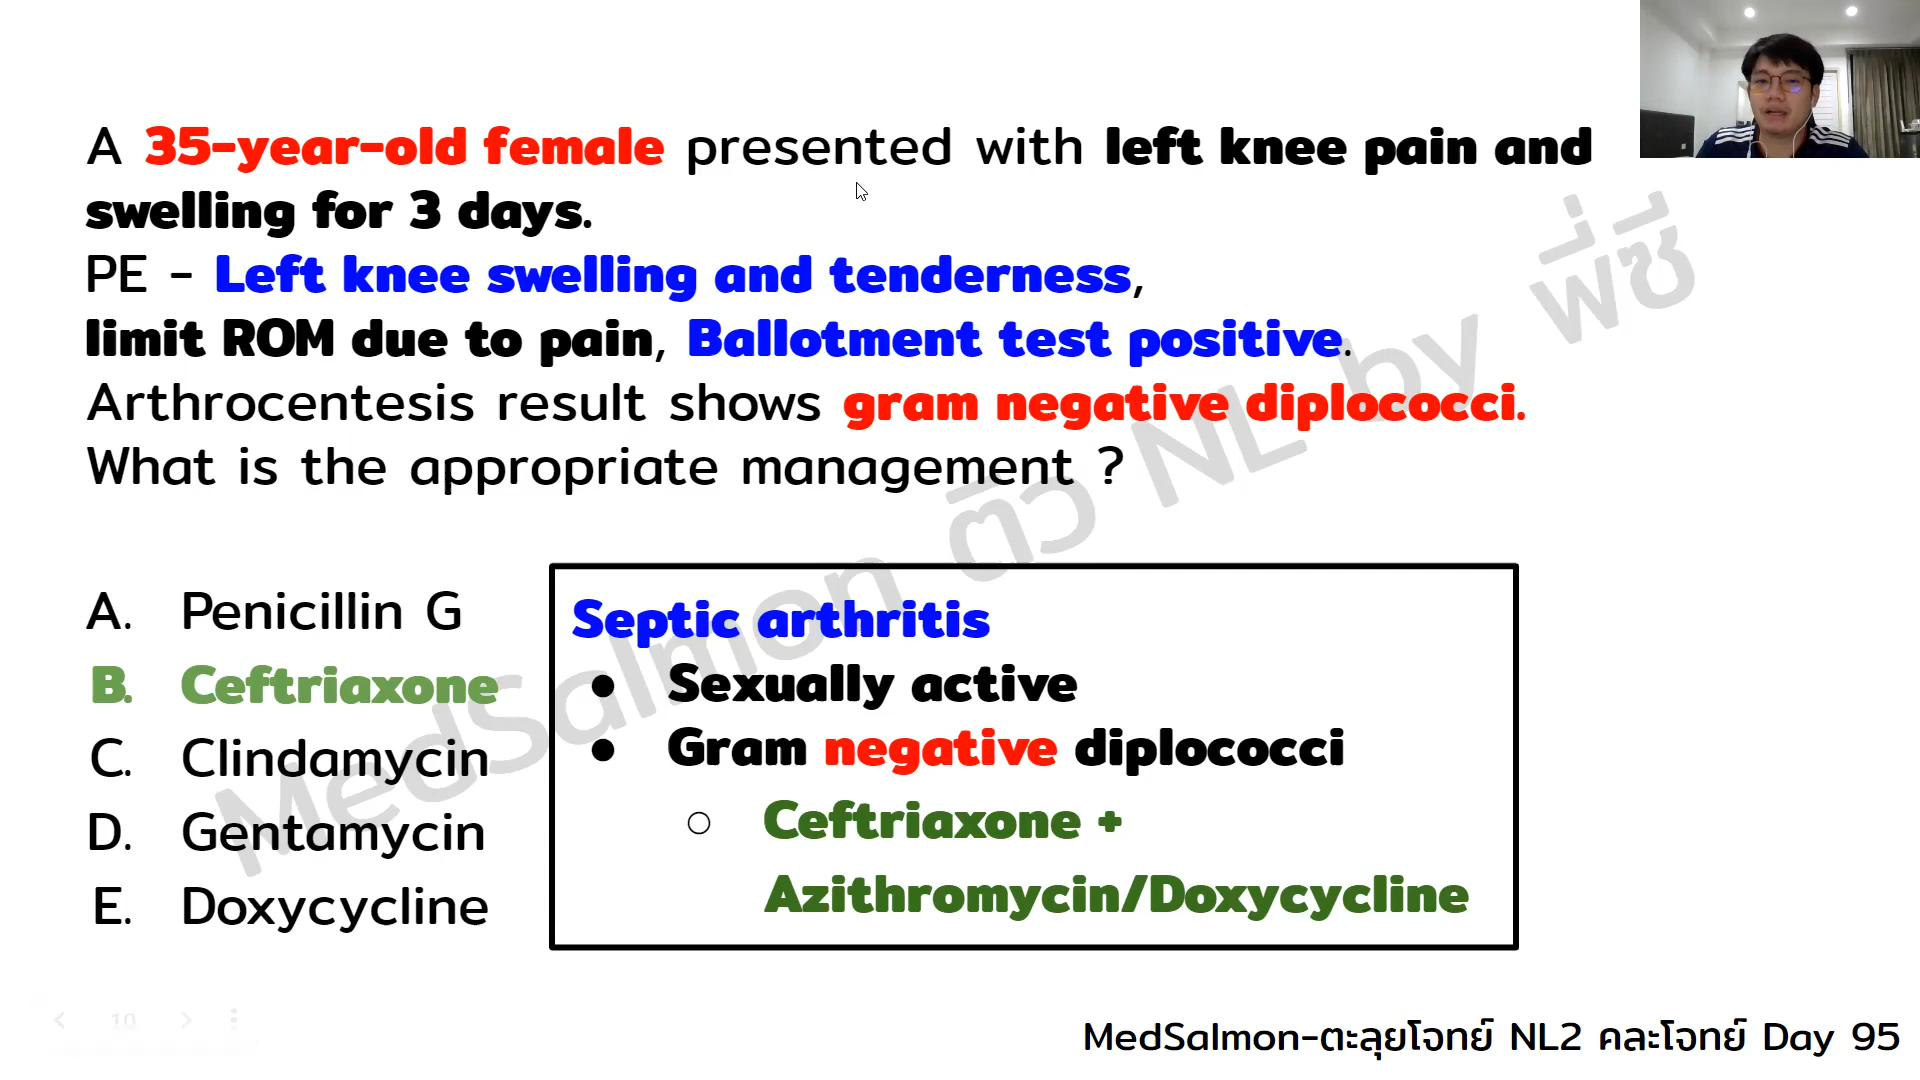 A 35-year-old female presented with left knee pain and
swelling for 3 days.
PE - Left knee swelling and tenderness,
limit ROM due to pain, Ballotment test positive.
Arthrocentesis result shows gram negative diplococci.
What is the appropriate management ?
A. Penicillin G
B. Ceftriaxone
C. Clindamycin
D. Gentamycin
E. Doxycycline
Septic arthritis
● Sexually active
● Gram negative diplococci
○ Ceftriaxone +
Azithromycin/Doxycycline
MedSalmon ติว NL by พี่ซี
10
MedSalmon-ตะลุยโจทย์ NL2 คละโจทย์ Day 95